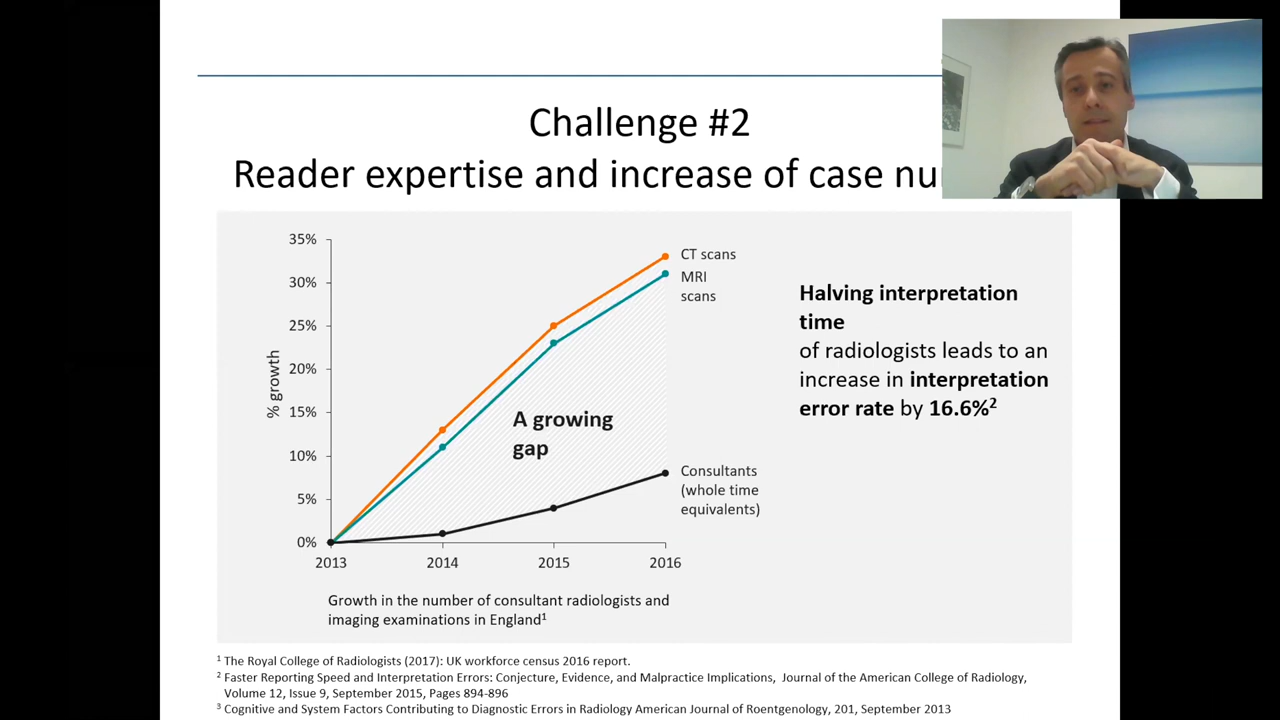 Challenge #2
Reader expertise and increase of case
35%
30%
25%
20%
15%
10%
5%
0%
% growth
2013 2014 2015 2016
CT scans
MRI
scans
A growing
gap
Consultants
(whole time
equivalents)
Growth in the number of consultant radiologists and
imaging examinations in England¹
Halving interpretation
time
of radiologists leads to an
increase in interpretation
error rate by 16.6%²
¹ The Royal College of Radiologists (2017): UK workforce census 2016 report.
² Faster Reporting Speed and Interpretation Errors: Conjecture, Evidence, and Malpractice Implications, Journal of the American College of Radiology,
Volume 12, Issue 9, September 2015, Pages 894-896
³ Cognitive and System Factors Contributing to Diagnostic Errors in Radiology American Journal of Roentgenology, 201, September 2013